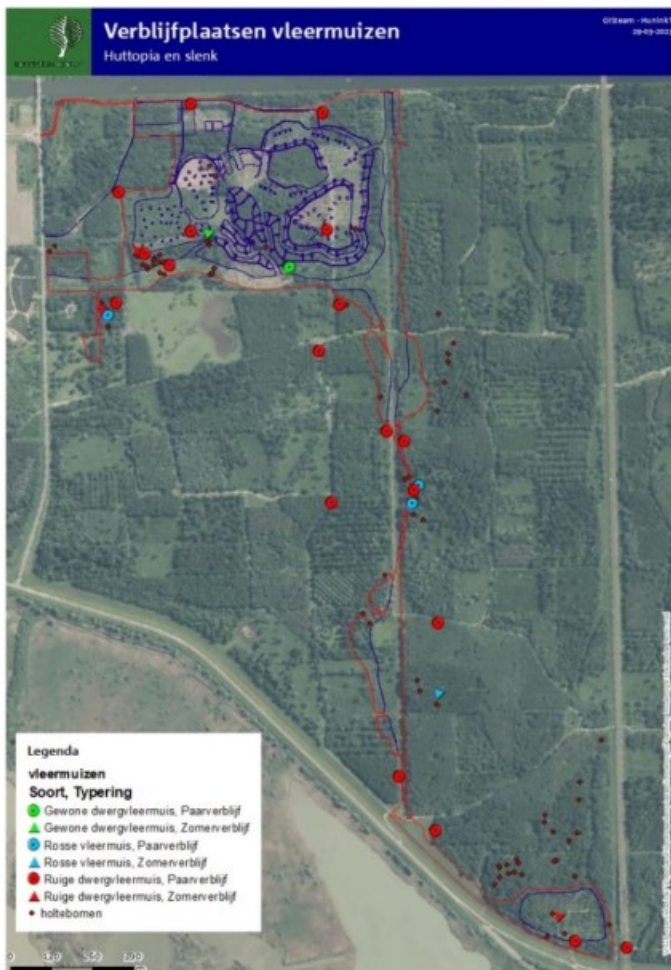 Verblijfplaatsen vleermuizen
Huttopia en slenk
Legenda
vleermuizen
Soort, Typering
Gewone dwergvleermuis, Paarverblijf
Gewone dwergvleermuis, Zomerverblijf
Rosse vleermuis, Paarverblijf
Rosse vleermuis, Zomerverblijf
Ruige dwergvleermuis, Paarverblijf
Ruige dwergvleermuis, Zomerverblijf
holtebomen
0